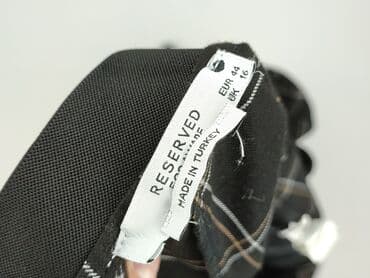 RESERVED
MADE IN TURKEY
EUR 44
UK 16